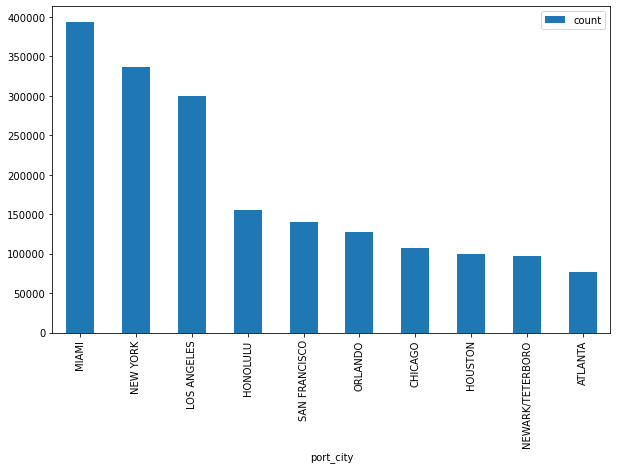 400000
350000
300000
250000
200000
150000
100000
50000
0
count
MIAMI
NEW YORK
LOS ANGELES
HONOLULU
SAN FRANCISCO
ORLANDO
CHICAGO
HOUSTON
NEWARK/TETERBORO
ATLANTA
port_city